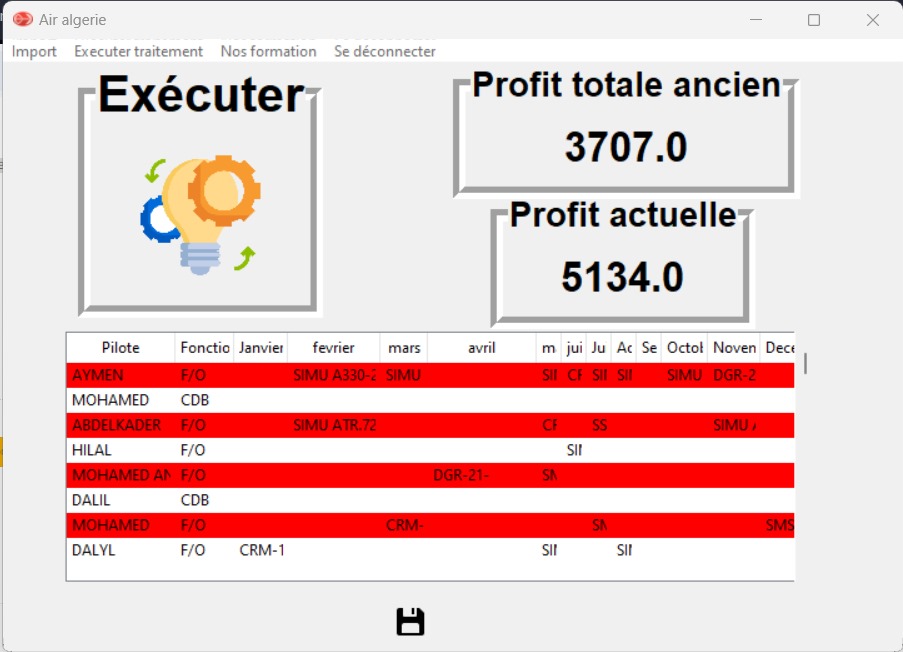 Air algerie
Import Executer traitement Nos formation Se déconnecter
Exécuter
Profit totale ancien
3707.0
Profit actuelle
5134.0
Pilote Fonctio Janvier fevrier mars avril m jui Ju Ac Se Octol Noven Dece
AYMEN F/O SIMU A330-2 SIMU SII CF SII SII SIMU DGR-2
MOHAMED CDB
ABDELKADER F/O SIMU ATR.72 CF SS SIMU
HILAL F/O SII
MOHAMED AN F/O DGR-21- SM
DALIL CDB
MOHAMED F/O CRM- SM SMS
DALYL F/O CRM-1 SII SII